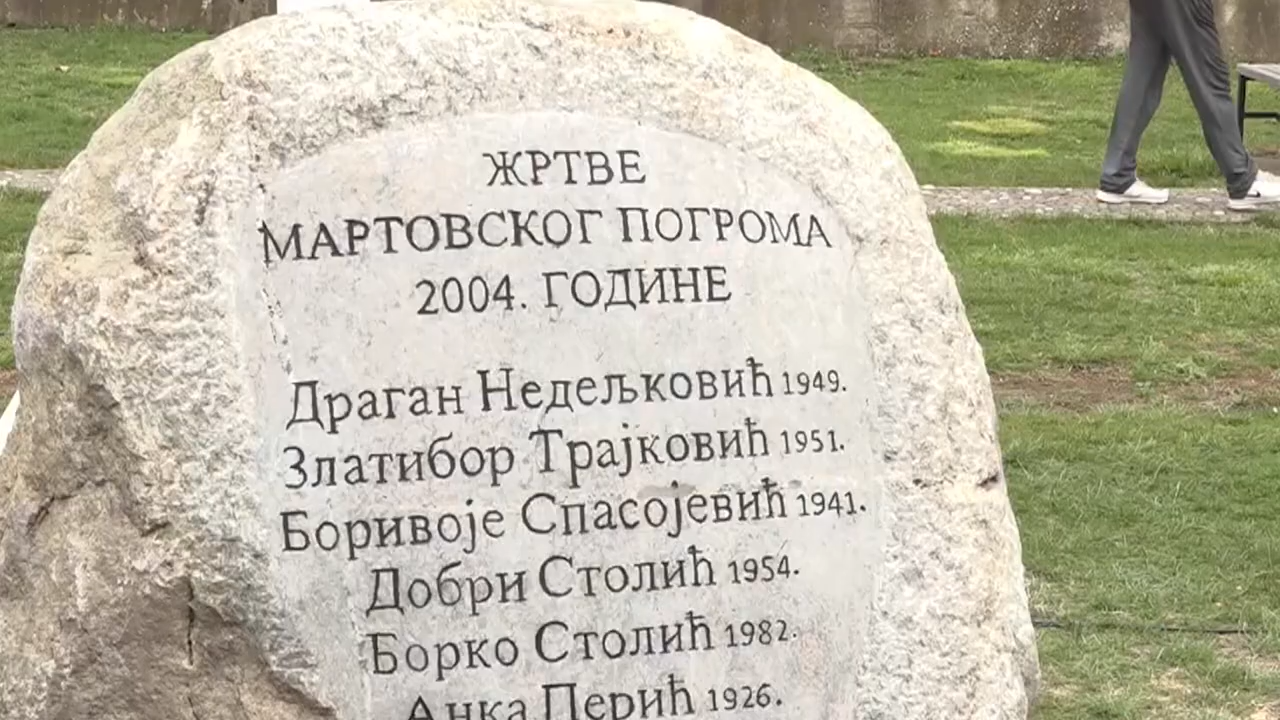 ЖРТВЕ
МАРТОВСКОГ ПОГРОМА
2004. ГОДИНЕ
Драган Недељковић 1949.
Златибор Трајковић 1951.
Боривоје Спасојевић 1941.
Добри Столић 1954.
Борко Столић 1982.
Анка Перић 1926.